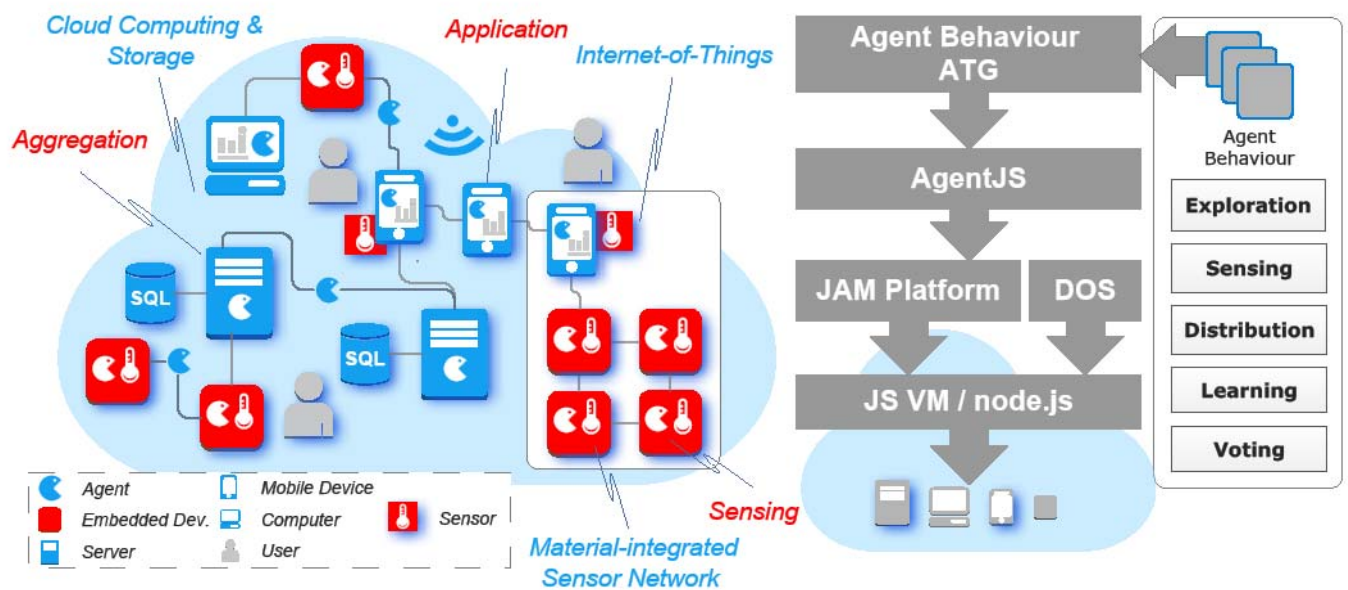 Cloud Computing &
Storage
Application
Internet-of-Things
Aggregation
SQL
SQL
Sensing
Material-integrated
Sensor Network
Agent
Mobile Device
Embedded Dev.
Computer
Sensor
Server
User
Agent Behaviour
ATG
AgentJS
JAM Platform
DOS
JS VM / node.js
Agent
Behaviour
Exploration
Sensing
Distribution
Learning
Voting